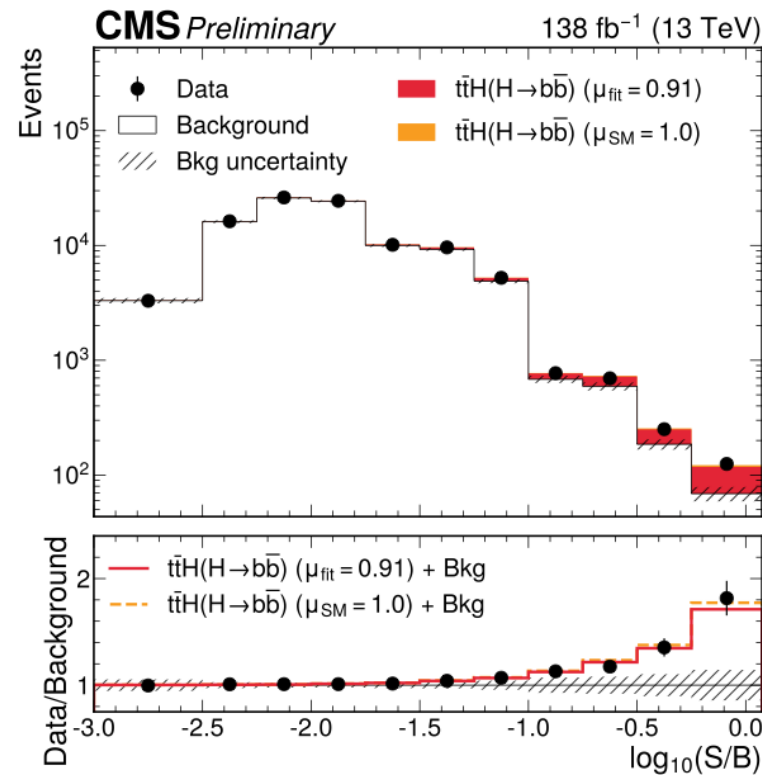 CMS Preliminary 138 fb⁻¹ (13 TeV)
Events
Data
Background
Bkg uncertainty
tt̄H(H→bb̄) (μfit = 0.91)
tt̄H(H→bb̄) (μSM = 1.0)
10⁵
10⁴
10³
10²
Data/Background
tt̄H(H→bb̄) (μfit = 0.91) + Bkg
tt̄H(H→bb̄) (μSM = 1.0) + Bkg
2
1
-3.0 -2.5 -2.0 -1.5 -1.0 -0.5 0.0
log₁₀(S/B)